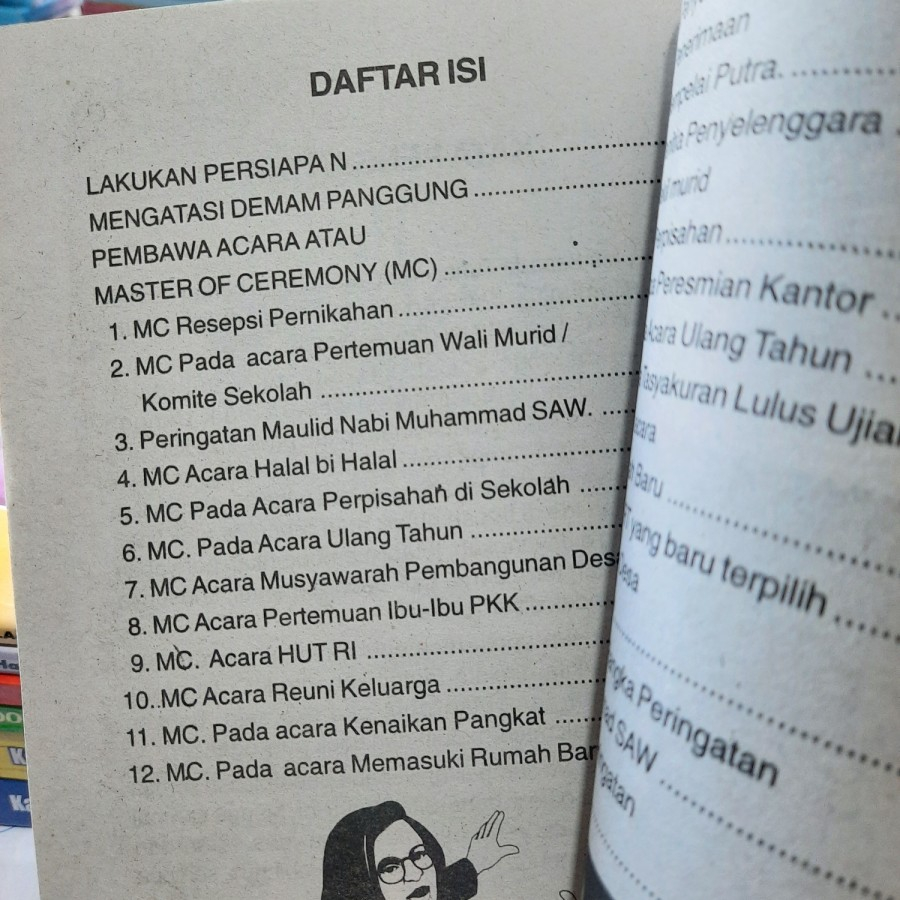 DAFTAR ISI
LAKUKAN PERSIAPA N
MENGATASI DEMAM PANGGUNG
PEMBAWA ACARA ATAU
MASTER OF CEREMONY (MC)
1. MC Resepsi Pernikahan
2. MC Pada acara Pertemuan Wali Murid /
Komite Sekolah
3. Peringatan Maulid Nabi Muhammad SAW.
4. MC Acara Halal bi Halal
5. MC Pada Acara Perpisahan di Sekolah
6. MC. Pada Acara Ulang Tahun
7. MC Acara Musyawarah Pembangunan
8. MC Acara Pertemuan Ibu-Ibu PKK
9. MC. Acara HUT RI
10..MC Acara Reuni Keluarga
11. MC. Pada acara Kenaikan Pangkat
12. MC. Pada acara Memasuki Rumah
Putra.
Penyelenggara
murid
Peresmian Kantor
Ulang Tahun
Lulus
Baru
yang baru terpilih
Peringatan
SAW